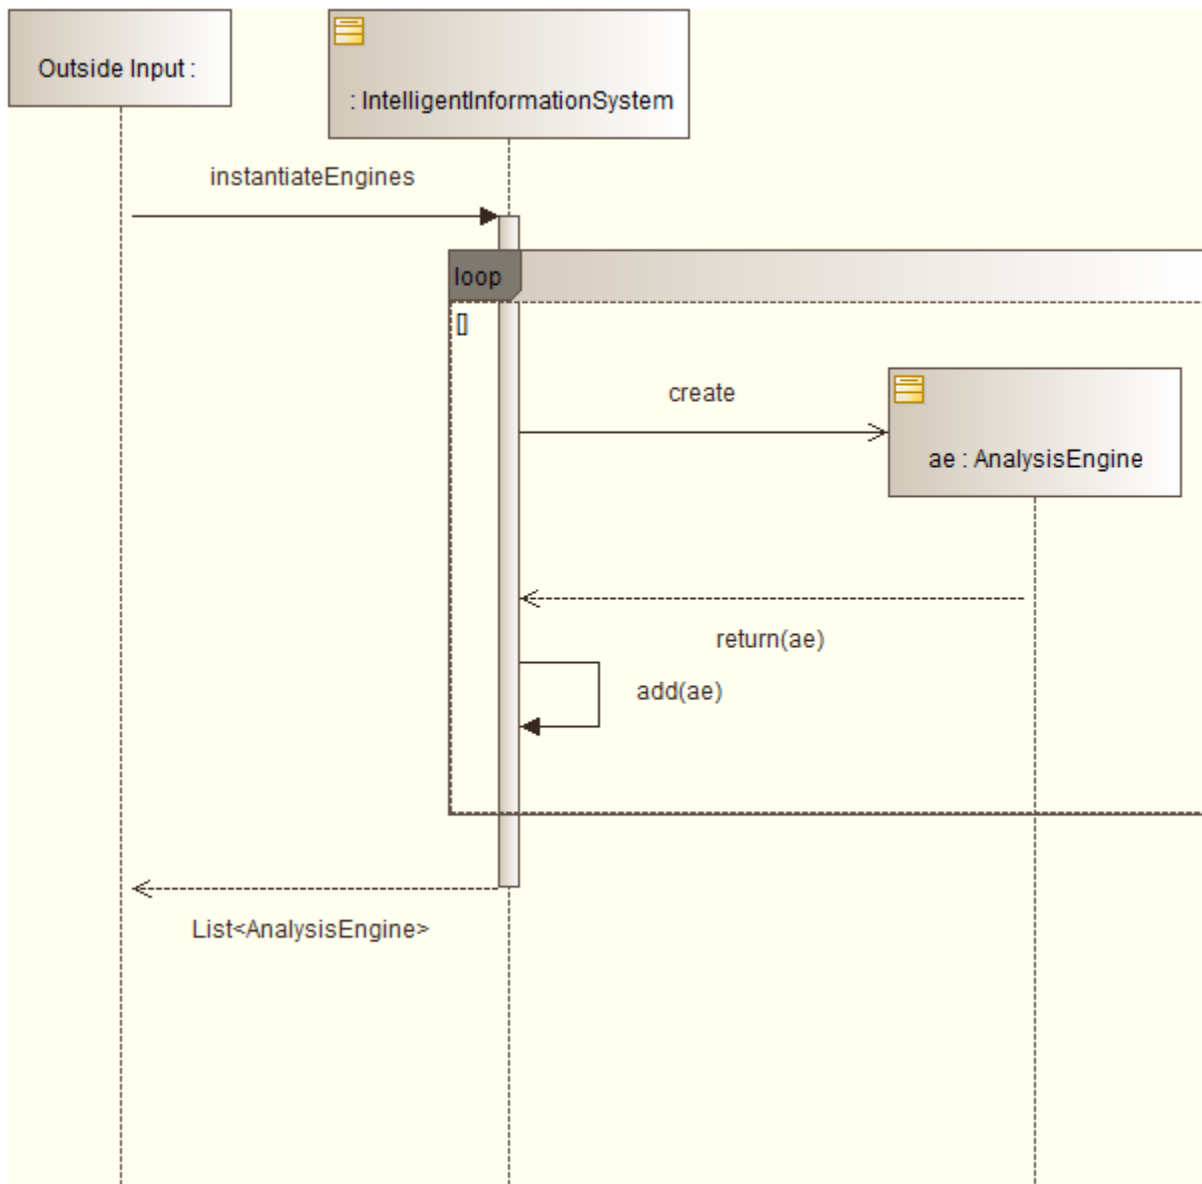 Outside Input :
: IntelligentInformationSystem
instantiateEngines
loop
[]
create
ae : AnalysisEngine
return(ae)
add(ae)
List<AnalysisEngine>